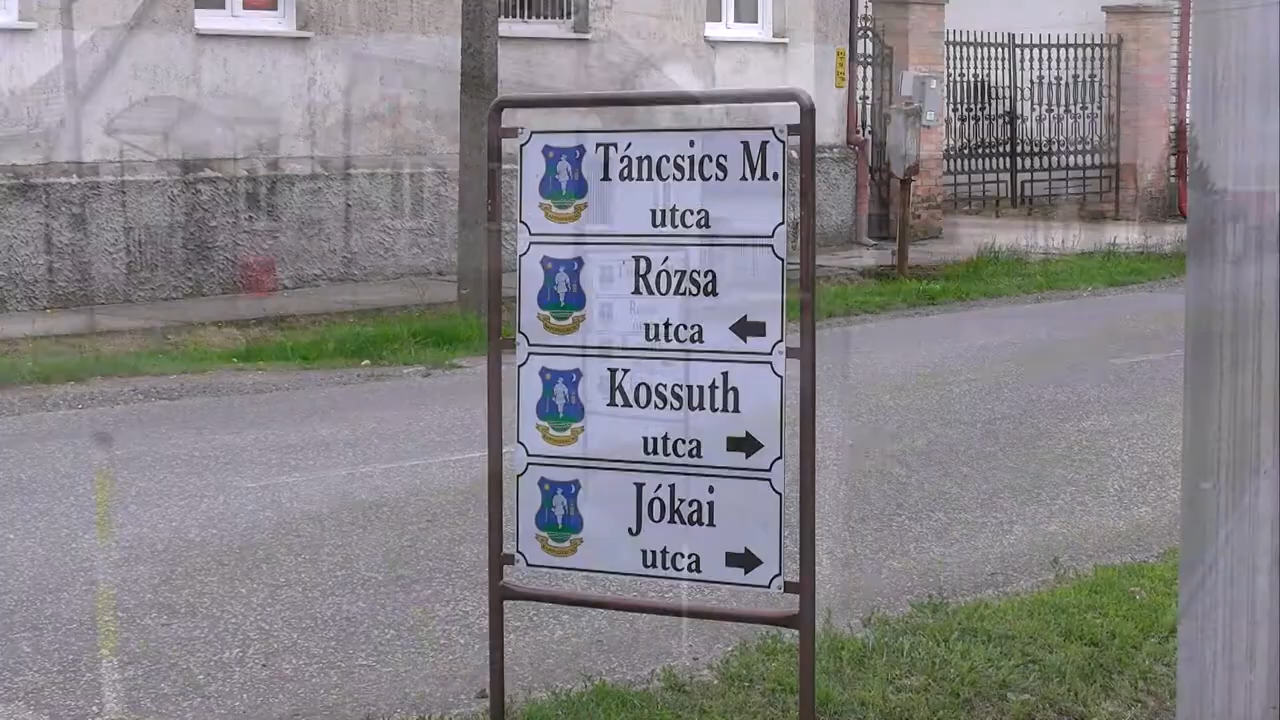 Táncsics M.
utca
Rózsa
utca
Kossuth
utca
Jókai
utca